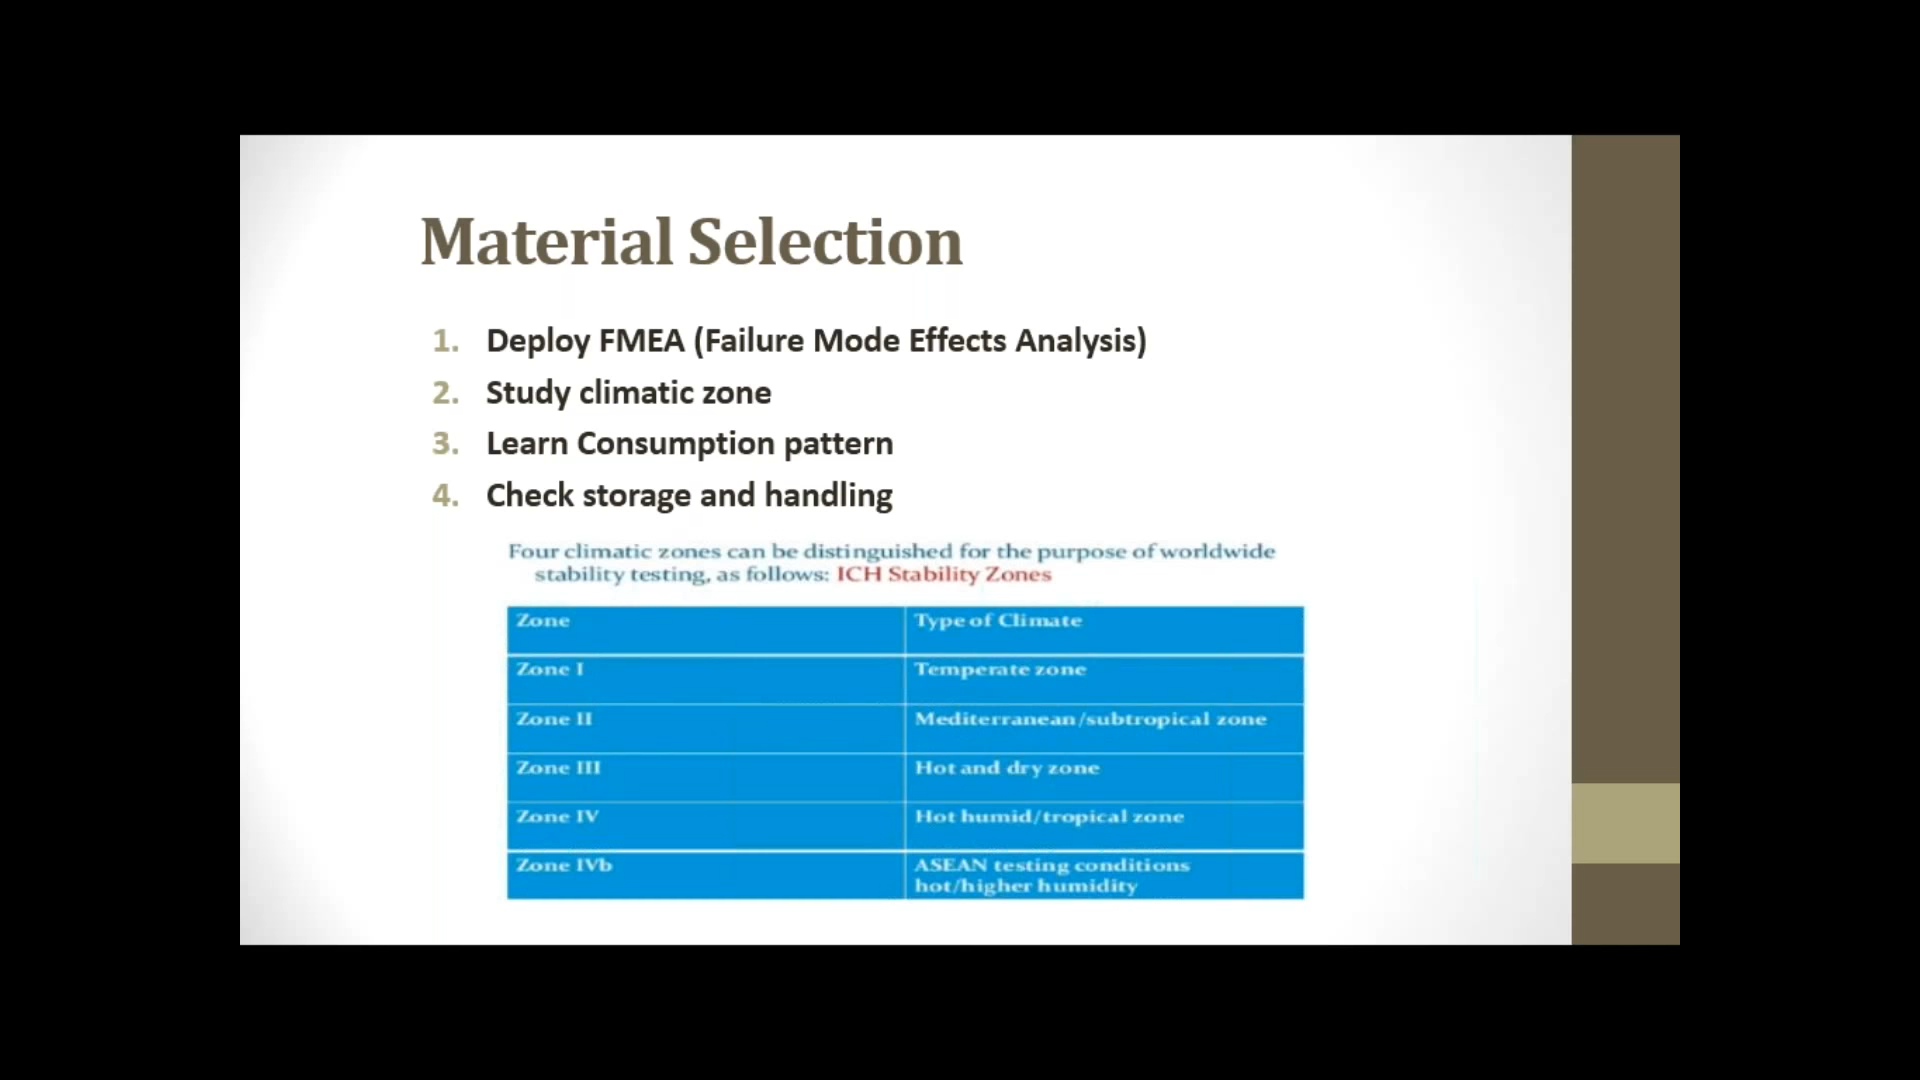 Material Selection
1. Deploy FMEA (Failure Mode Effects Analysis)
2. Study climatic zone
3. Learn Consumption pattern
4. Check storage and handling
Four climatic zones can be distinguished for the purpose of worldwide
stability testing, as follows: ICH Stability Zones
Zone Type of Climate
Zone I Temperate zone
Zone II Mediterranean/subtropical zone
Zone III Hot and dry zone
Zone IV Hot humid/tropical zone
Zone IVb ASEAN testing conditions
hot/higher humidity